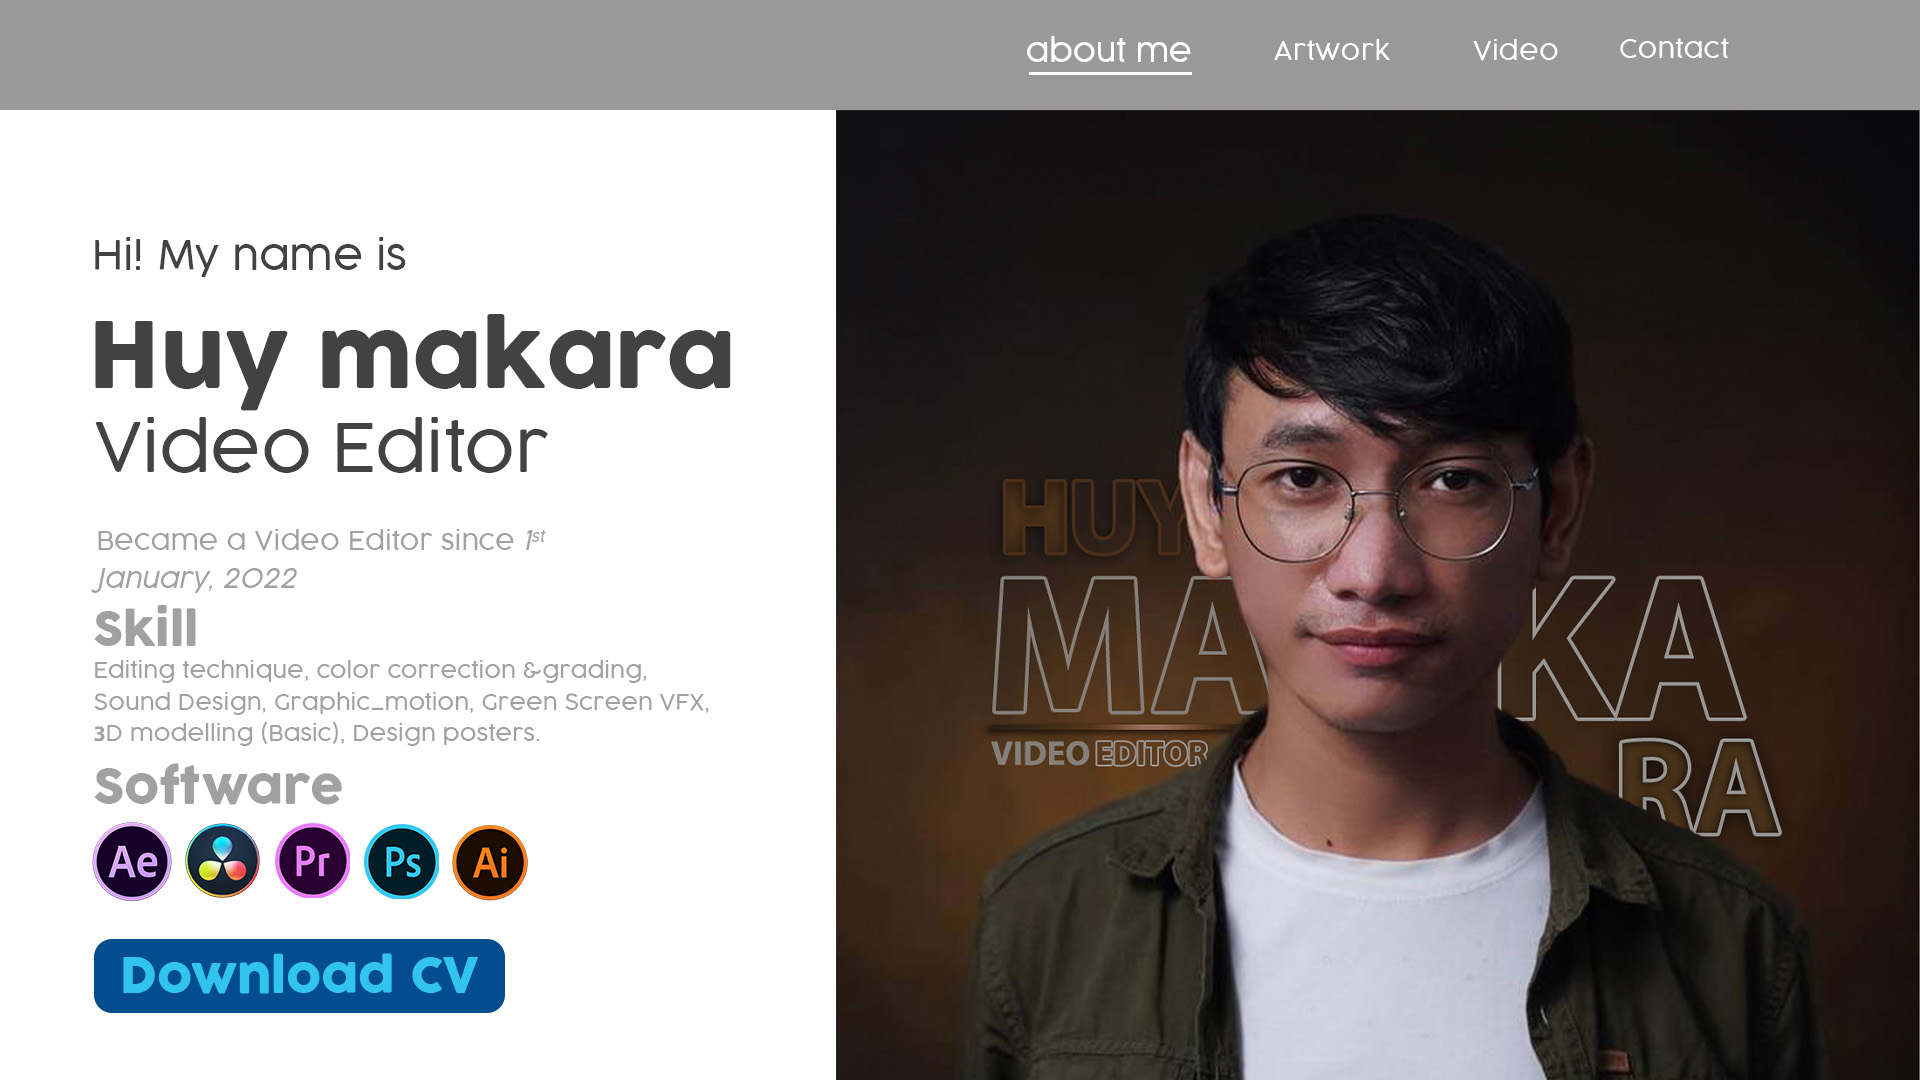 about me Artwork Video Contact
Hi! My name is
Huy makara
Video Editor
Became a Video Editor since 1st
January, 2022
Skill
Editing technique, color correction & grading,
Sound Design, Graphic_motion, Green Screen VFX,
3D modelling (Basic), Design posters.
Software
Ae Pr Ps Ai
Download CV
HUY
MA KA
RA
VIDEO EDITOR